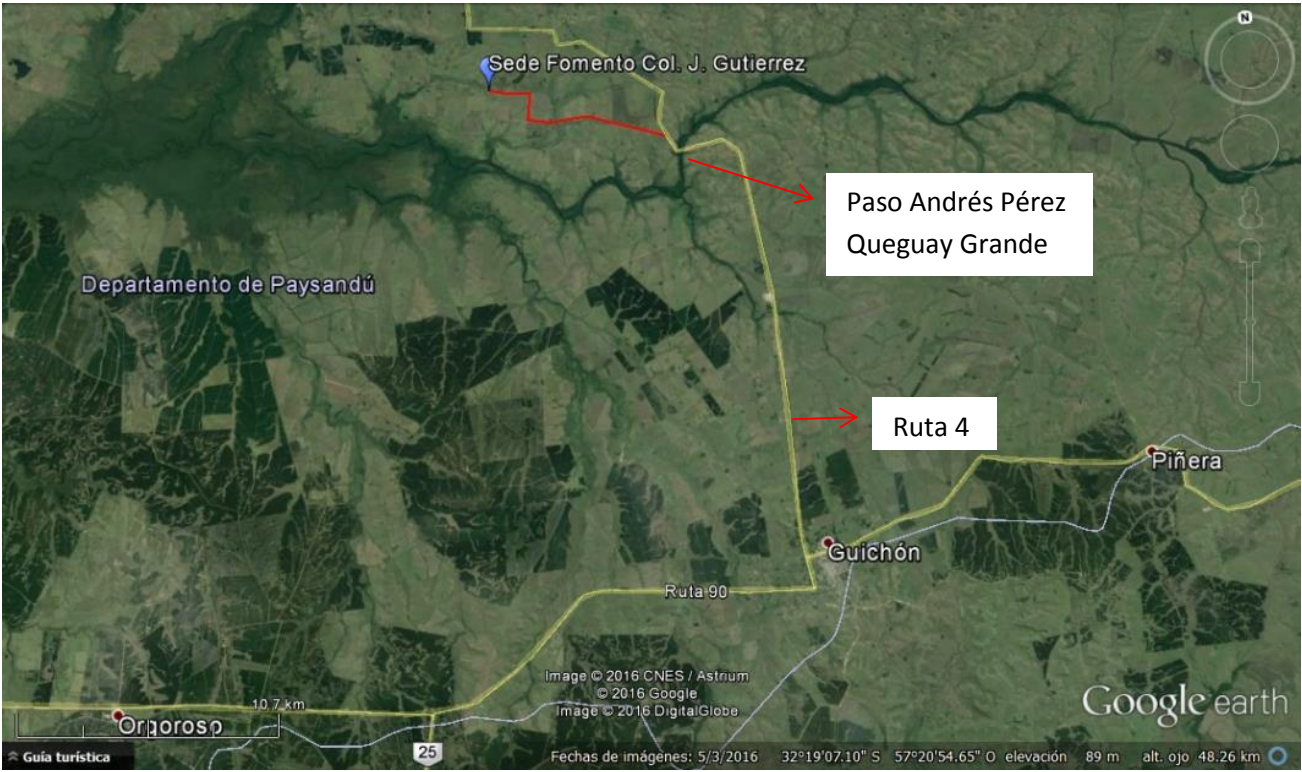 N
Sede Fomento Col. J. Gutierrez
Paso Andrés Pérez
Queguay Grande
Departamento de Paysandú
Ruta 4
Piñera
Guichón
Ruta 90
Image © 2016 CNES / Astrium
© 2016 Google
Image © 2016 DigitalGlobe
Google earth
10.7 km
Orgoroso
25
Guía turística
Fechas de imágenes: 5/3/2016 32°19'07.10" S 57°20'54.65" O elevación 89 m alt. ojo 48.26 km